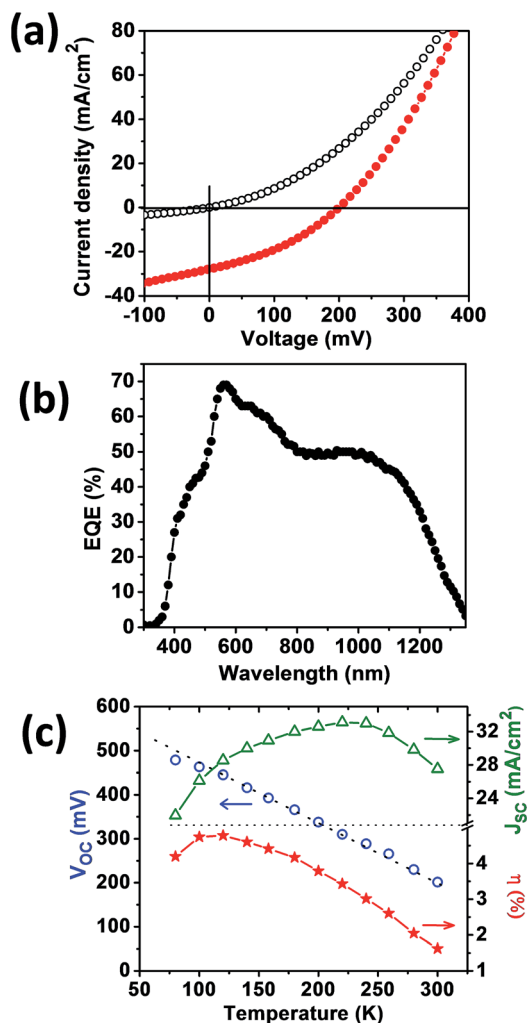 (a)
80
60
40
20
0
-20
-40
Current density (mA/cm²)
-100 0 100 200 300 400
Voltage (mV)
(b)
70
60
50
40
30
20
10
0
EQE (%)
400 600 800 1000 1200
Wavelength (nm)
(c)
600
500
400
300
200
100
0
V_OC (mV)
32
28
24
J_SC (mA/cm²)
4
3
2
1
η (%)
50 100 150 200 250 300
Temperature (K)